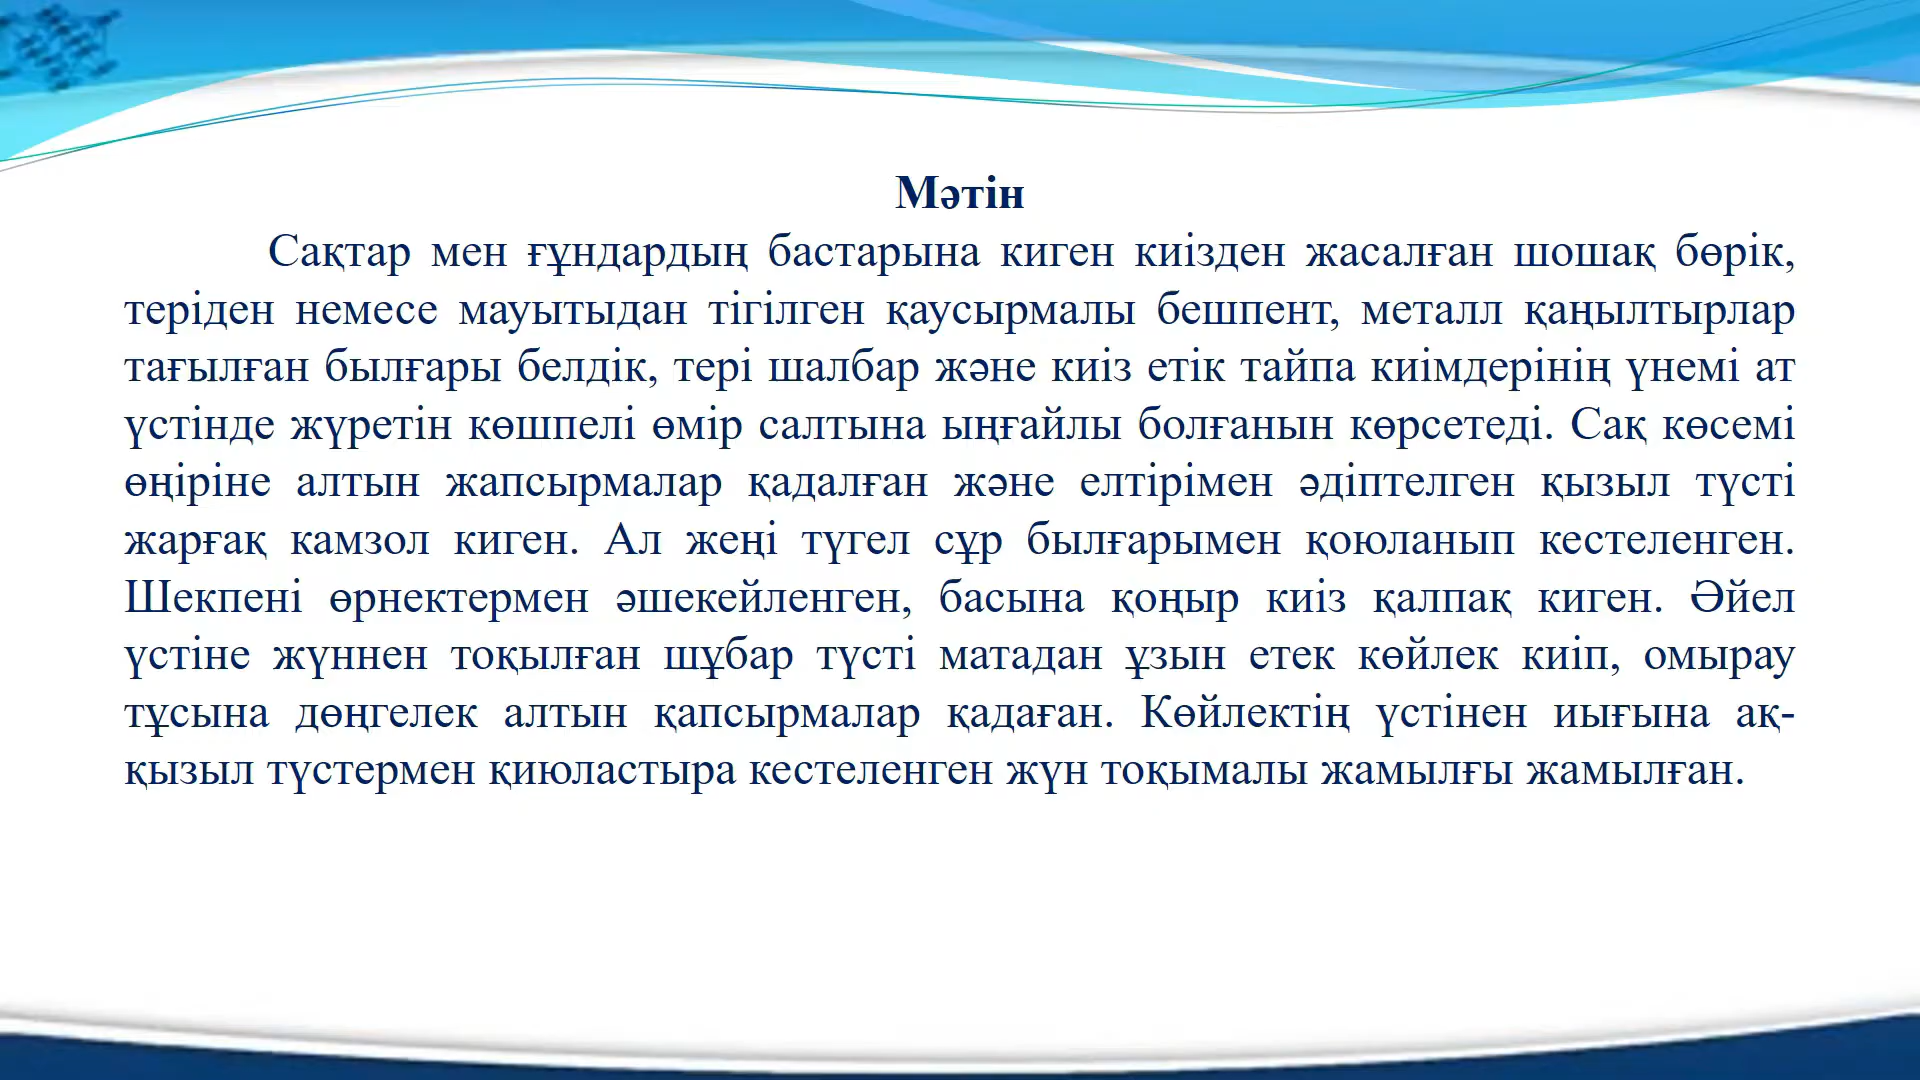 Мәтін
Сақтар мен ғұндардың бастарына киген киізден жасалған шошақ бөрік,
теріден немесе мауытыдан тігілген қаусырмалы бешпент, металл қаңылтырлар
тағылған былғары белдік, тері шалбар және киіз етік тайпа киімдерінің үнемі ат
үстінде жүретін көшпелі өмір салтына ыңғайлы болғанын көрсетеді. Сақ көсемі
өңіріне алтын жапсырмалар қадалған және елтірімен әдіптелген қызыл түсті
жарғақ камзол киген. Ал жеңі түгел сұр былғарымен қоюланып кестеленген.
Шекпені өрнектермен әшекейленген, басына қоңыр киіз қалпақ киген. Әйел
үстіне жүннен тоқылған шұбар түсті матадан ұзын етек көйлек киіп, омырау
тұсына дөңгелек алтын қапсырмалар қадаған. Көйлектің үстінен иығына ақ-
қызыл түстермен қиюластыра кестеленген жүн тоқымалы жамылғы жамылған.